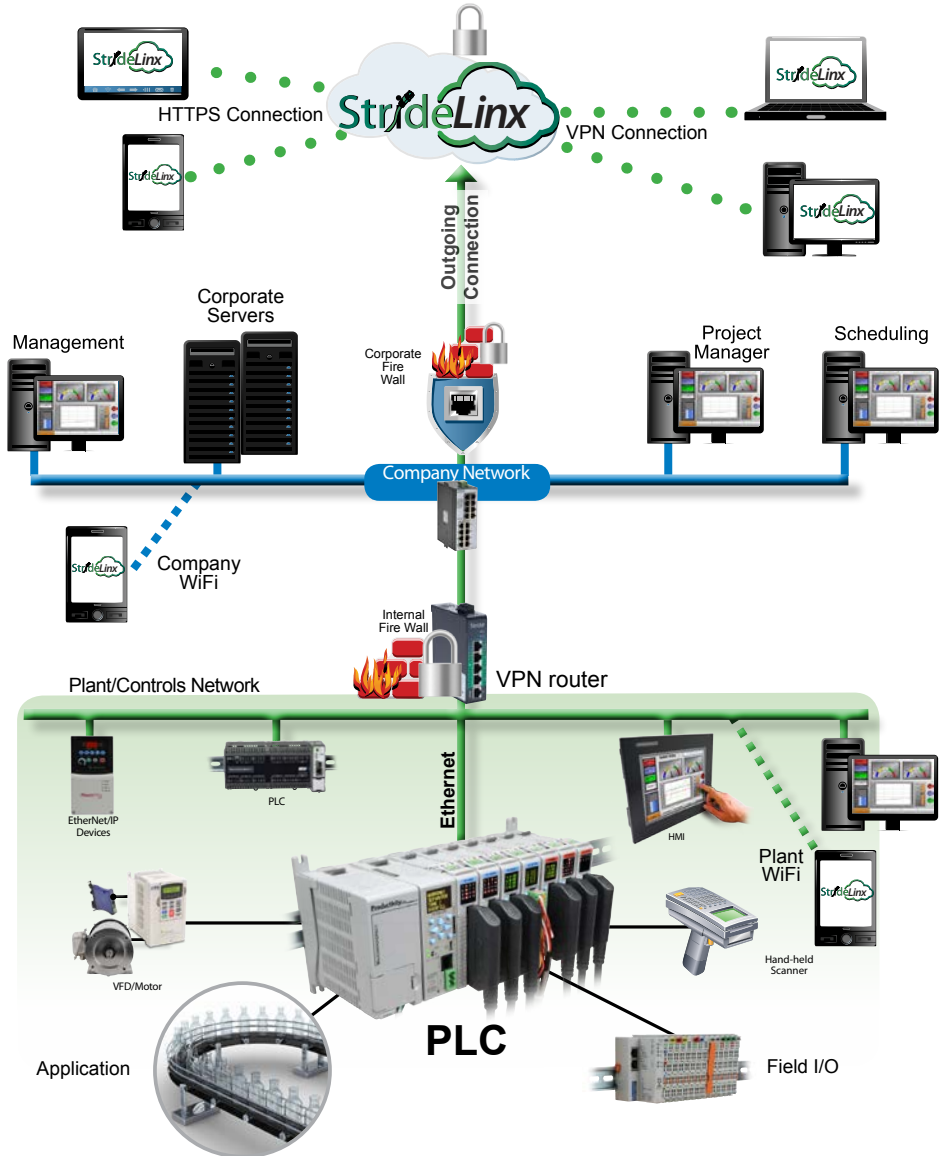 StrideLinx
HTTPS Connection
StrideLinx
StrideLinx
VPN Connection
StrideLinx
StrideLinx
Outgoing
Connection
Corporate
Servers
Management
Corporate
Fire
Wall
Project
Manager
Scheduling
Company Network
StrideLinx
Company
WiFi
Internal
Fire Wall
Stride
VPN router
Plant/Controls Network
EtherNet/IP
Devices
PLC
Ethernet
HMI
Plant
WiFi
StrideLinx
VFD/Motor
Hand-held
Scanner
PLC
Application
Field I/O